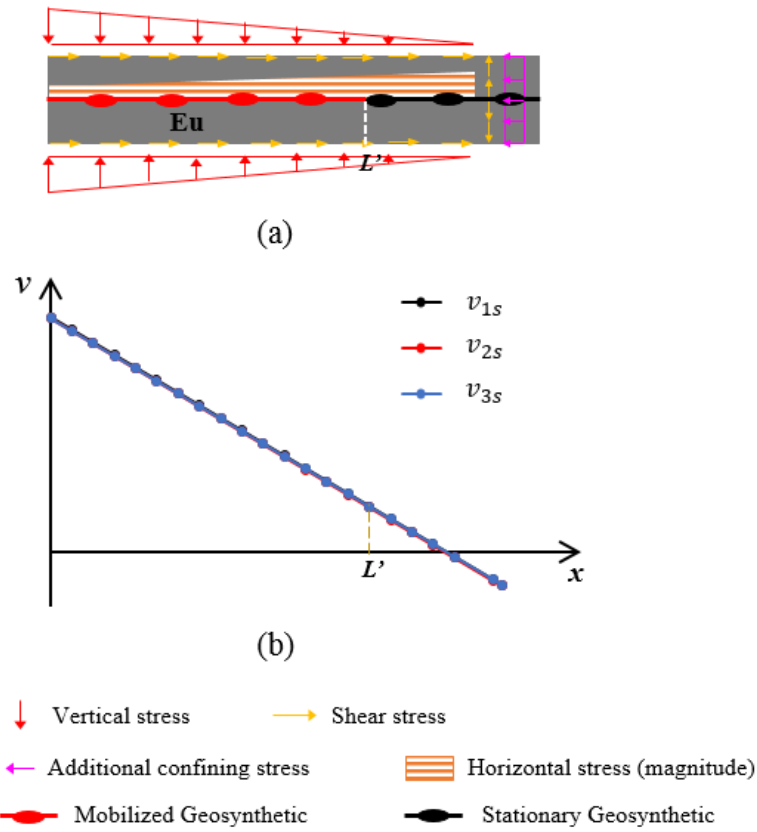 Eu
L’
(a)
v
v1s
v2s
v3s
L’
x
(b)
Vertical stress
Shear stress
Additional confining stress
Horizontal stress (magnitude)
Mobilized Geosynthetic
Stationary Geosynthetic